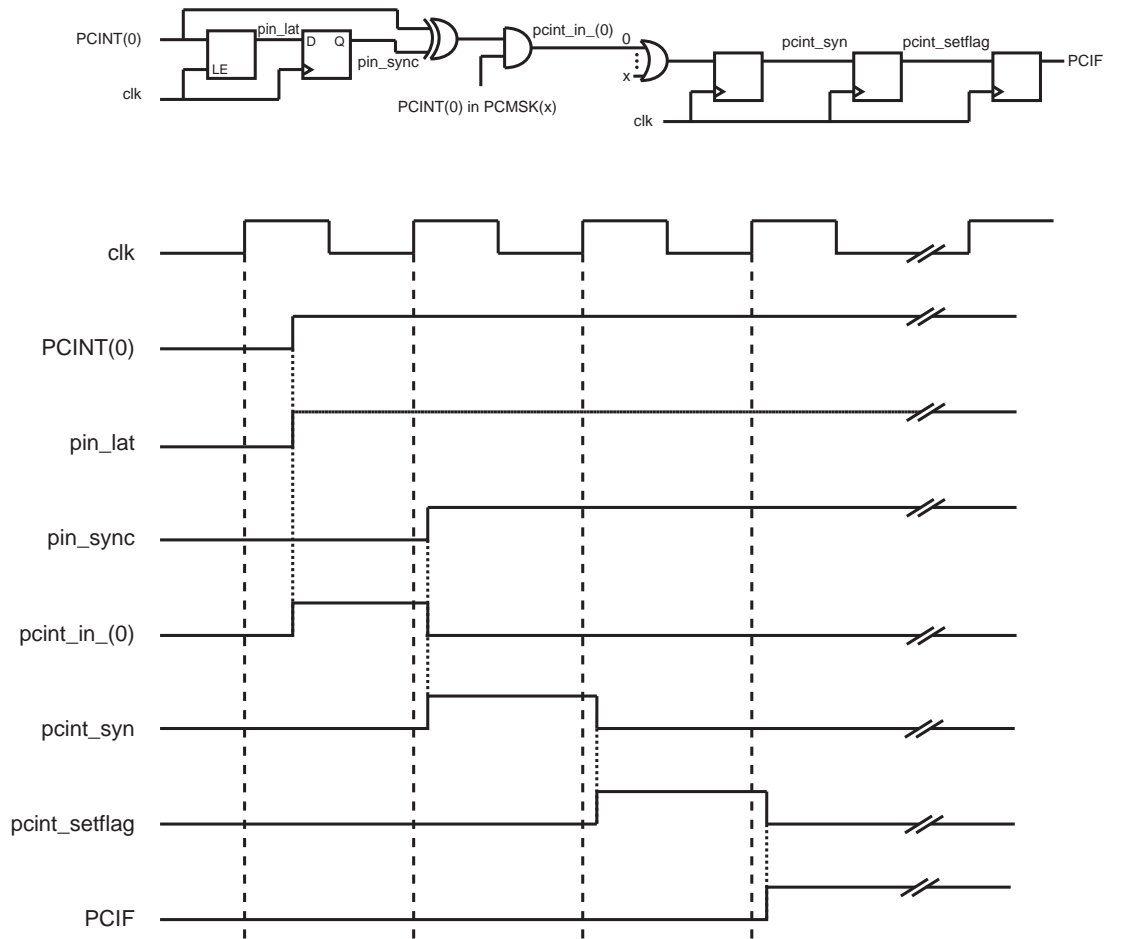 PCINT(0)
pin_lat
D Q
LE
pin_sync
clk
pcint_in_(0)
PCINT(0) in PCMSK(x)
0
x
clk
pcint_syn
pcint_setflag
PCIF
clk
PCINT(0)
pin_lat
pin_sync
pcint_in_(0)
pcint_syn
pcint_setflag
PCIF